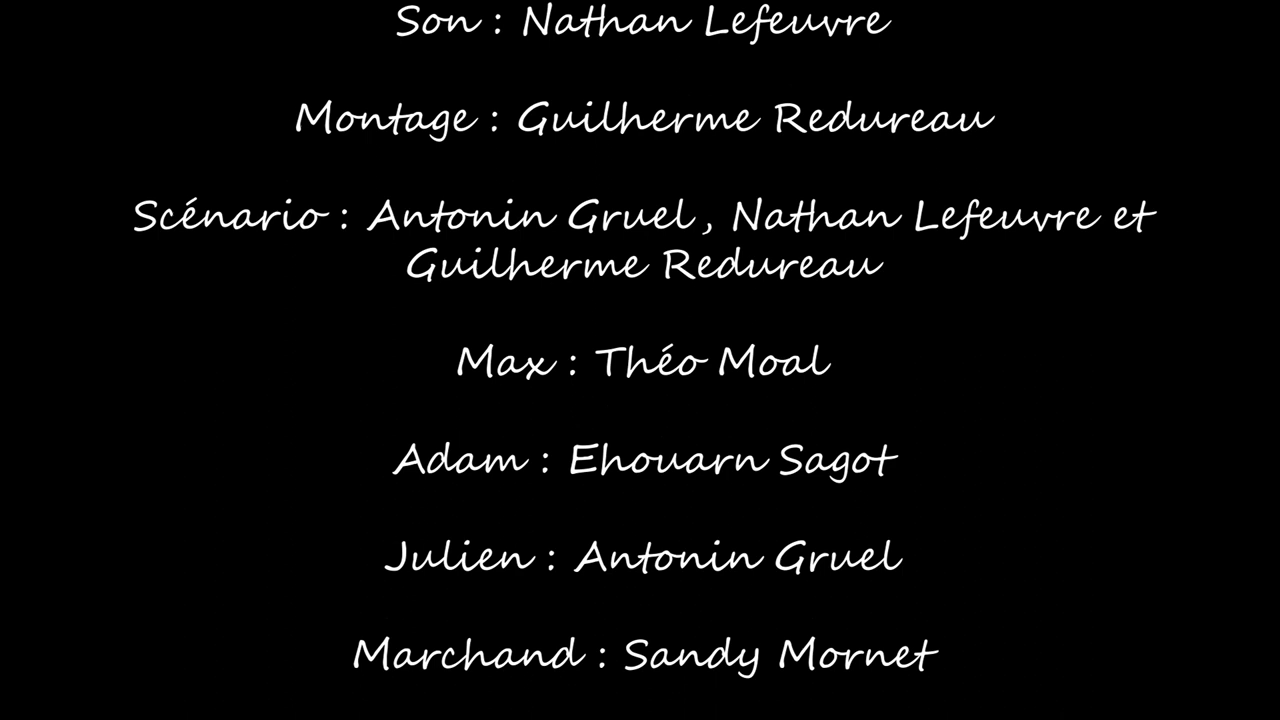 Son : Nathan Lefeuvre
Montage : Guilherme Redureau
Scénario : Antonin Gruel, Nathan Lefeuvre et
Guilherme Redureau
Max : Théo Moal
Adam : Ehouarn Sagot
Julien : Antonin Gruel
Marchand : Sandy Mornet